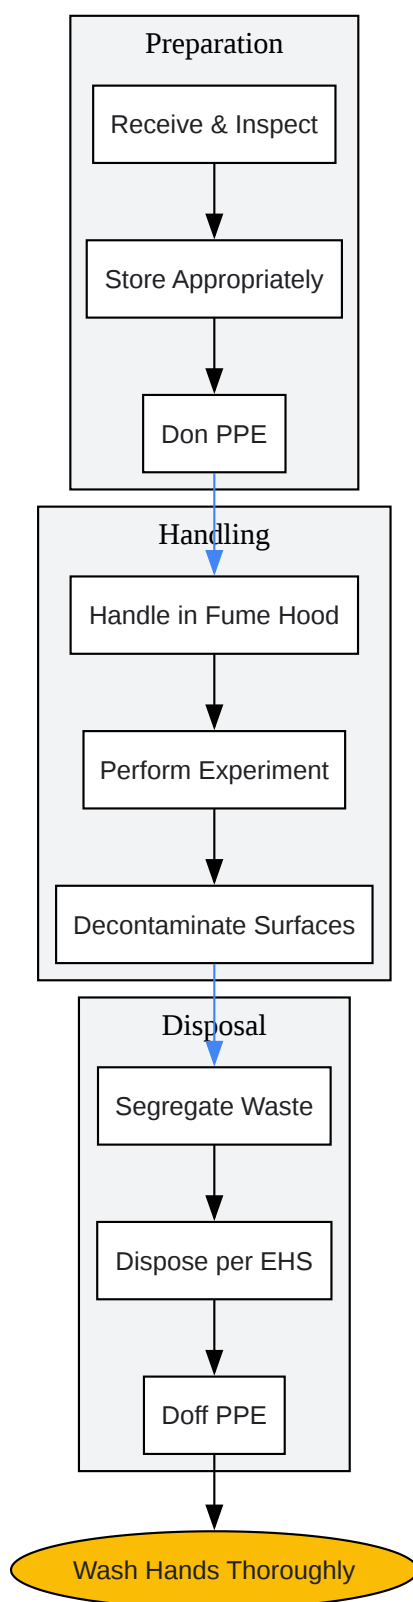 Preparation
Receive & Inspect
Store Appropriately
Don PPE
Handling
Handle in Fume Hood
Perform Experiment
Decontaminate Surfaces
Disposal
Segregate Waste
Dispose per EHS
Doff PPE
Wash Hands Thoroughly